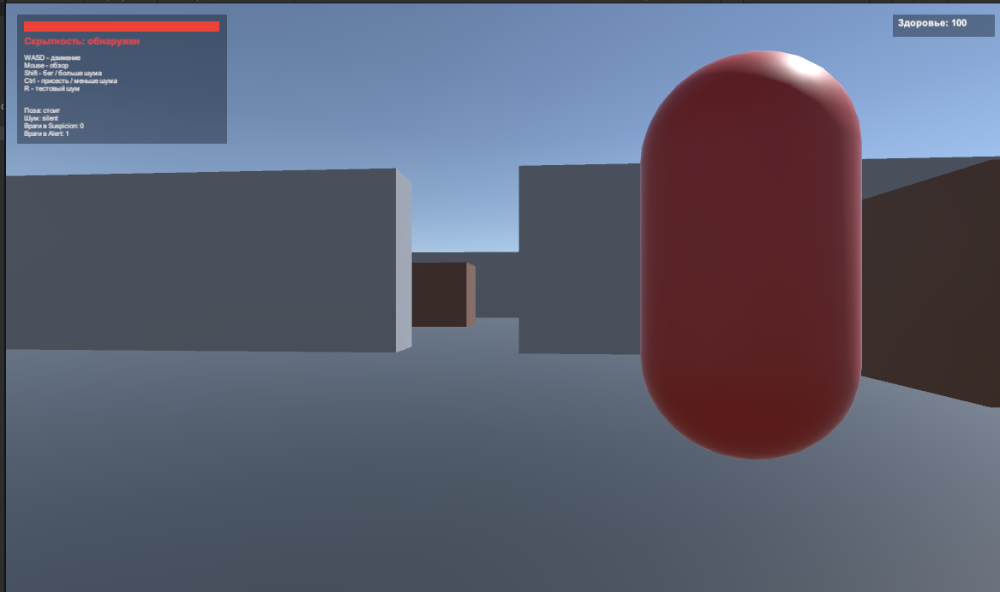 Скрытность: обнаружен
WASD - движение
Mouse - обзор
Shift - бег / больше шума
Ctrl - присесть / меньше шума
R - тестовый шум
Поза: стоит
Шум: silent
Враги в Suspicion: 0
Враги в Alert: 1
Здоровье: 100